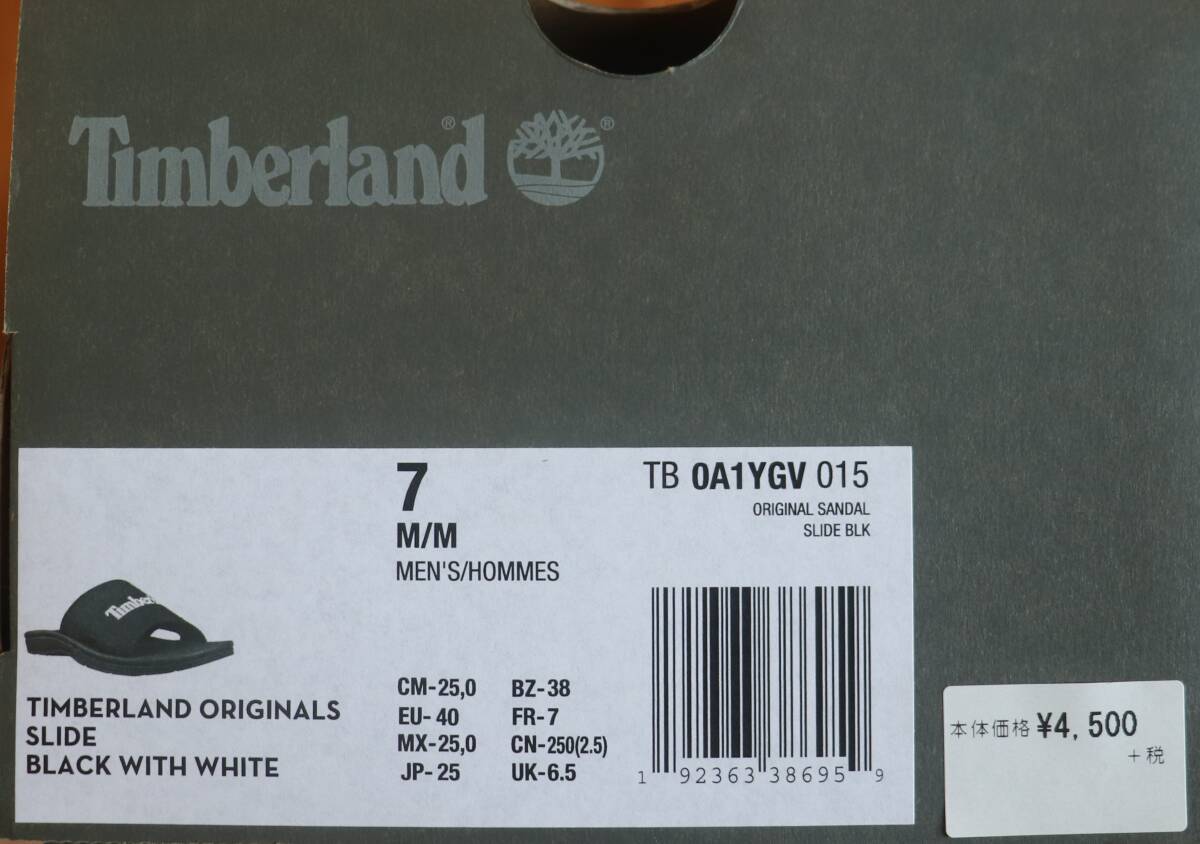 Timberland® ®
7
M/M
MEN'S/HOMMES
TB 0A1YGV 015
ORIGINAL SANDAL
SLIDE BLK
TIMBERLAND ORIGINALS
SLIDE
BLACK WITH WHITE
CM-25,0 BZ-38
EU- 40 FR-7
MX-25,0 CN-250(2.5)
JP- 25 UK-6.5
1 92363 38695 9
本体価格 ¥4,500
+税